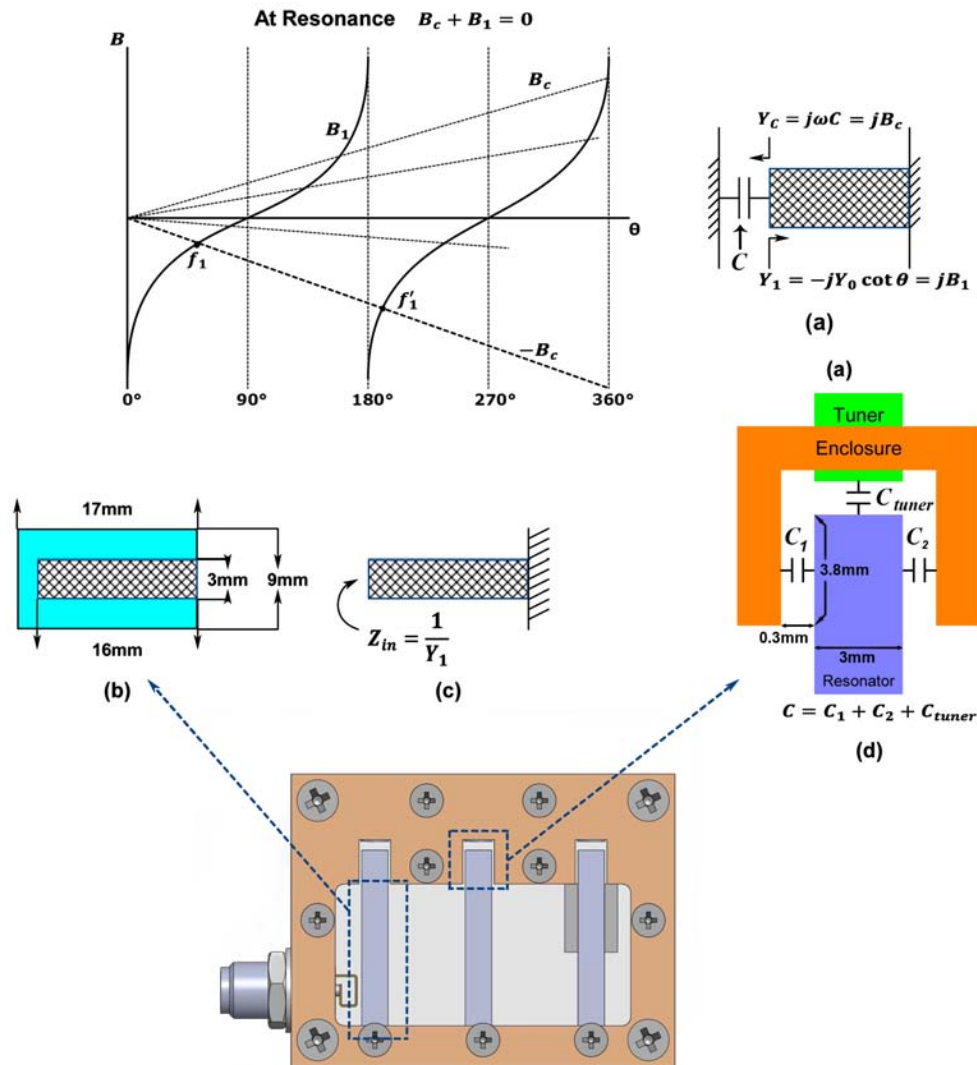 At Resonance B_c + B_1 = 0
B
B_c
B_1
θ
f_1
f_1'
−B_c
0° 90° 180° 270° 360°
Y_C = jωC = jB_c
C
Y_1 = −jY_0 cot θ = jB_1
(a)
(a)
Tuner
Enclosure
C_tuner
C_1
C_2
3.8mm
0.3mm
3mm
Resonator
C = C_1 + C_2 + C_tuner
(d)
17mm
3mm
9mm
16mm
(b)
Z_in = 1/Y_1
(c)